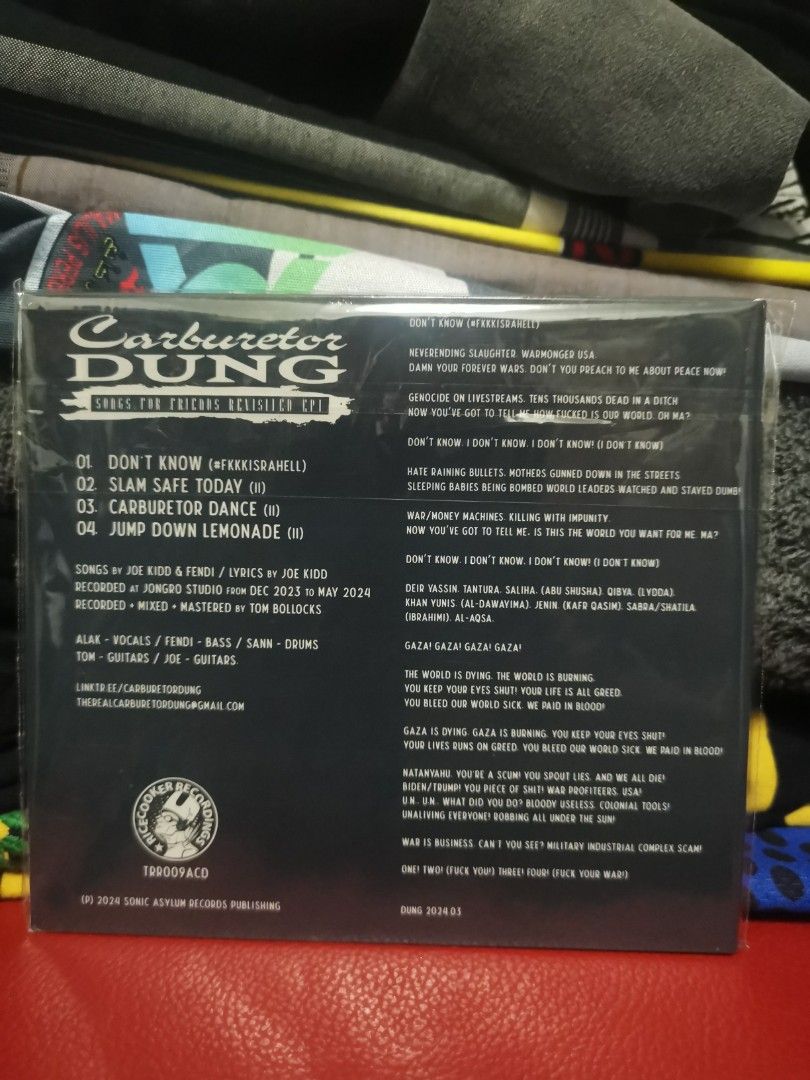 Carburetor
DUNG
SONGS FOR FRIENDS REVISITED EP1
01. DON'T KNOW (#FKKKISRAHELL)
02. SLAM SAFE TODAY (II)
03. CARBURETOR DANCE (II)
04. JUMP DOWN LEMONADE (II)
SONGS BY JOE KIDD & FENDI / LYRICS BY JOE KIDD
RECORDED AT JONGRO STUDIO FROM DEC 2023 TO MAY 2024
RECORDED + MIXED + MASTERED BY TOM BOLLOCKS
ALAK - VOCALS / FENDI - BASS / SANN - DRUMS
TOM - GUITARS / JOE - GUITARS.
LINKTR.EE/CARBURETORDUNG
THEREALCARBURETORDUNG@GMAIL.COM
RICECOOKER RECORDINGS
TRR009ACD
(P) 2024 SONIC ASYLUM RECORDS PUBLISHING
DON'T KNOW (#FKKKISRAHELL)
NEVERENDING SLAUGHTER. WARMONGER USA.
DAMN YOUR FOREVER WARS. DON'T YOU PREACH TO ME ABOUT PEACE NOW!
GENOCIDE ON LIVESTREAMS. TENS THOUSANDS DEAD IN A DITCH
NOW YOU'VE GOT TO TELL ME HOW FUCKED IS OUR WORLD. OH MA?
DON'T KNOW. I DON'T KNOW. I DON'T KNOW! (I DON'T KNOW)
HATE RAINING BULLETS. MOTHERS GUNNED DOWN IN THE STREETS
SLEEPING BABIES BEING BOMBED WORLD LEADERS WATCHED AND STAYED DUMB!
WAR/MONEY MACHINES. KILLING WITH IMPUNITY.
NOW YOU'VE GOT TO TELL ME. IS THIS THE WORLD YOU WANT FOR ME. MA?
DON'T KNOW. I DON'T KNOW. I DON'T KNOW! (I DON'T KNOW)
DEIR YASSIN. TANTURA. SALIHA. (ABU SHUSHA). QIBYA. (LYDDA).
KHAN YUNIS. (AL-DAWAYIMA). JENIN. (KAFR QASIM). SABRA/SHATILA.
(IBRAHIMI). AL-AQSA.
GAZA! GAZA! GAZA! GAZA!
THE WORLD IS DYING. THE WORLD IS BURNING.
YOU KEEP YOUR EYES SHUT! YOUR LIFE IS ALL GREED.
YOU BLEED OUR WORLD SICK. WE PAID IN BLOOD!
GAZA IS DYING. GAZA IS BURNING. YOU KEEP YOUR EYES SHUT!
YOUR LIVES RUNS ON GREED. YOU BLEED OUR WORLD SICK. WE PAID IN BLOOD!
NATANYAHU. YOU'RE A SCUM! YOU SPOUT LIES. AND WE ALL DIE!
BIDEN/TRUMP! YOU PIECE OF SHIT! WAR PROFITEERS. USA!
U.N.. U.N.. WHAT DID YOU DO? BLOODY USELESS. COLONIAL TOOLS!
UNALIVING EVERYONE! ROBBING ALL UNDER THE SUN!
WAR IS BUSINESS. CAN'T YOU SEE? MILITARY INDUSTRIAL COMPLEX SCAM!
ONE! TWO! (FUCK YOU!) THREE! FOUR! (FUCK YOUR WAR!)
DUNG 2024.03